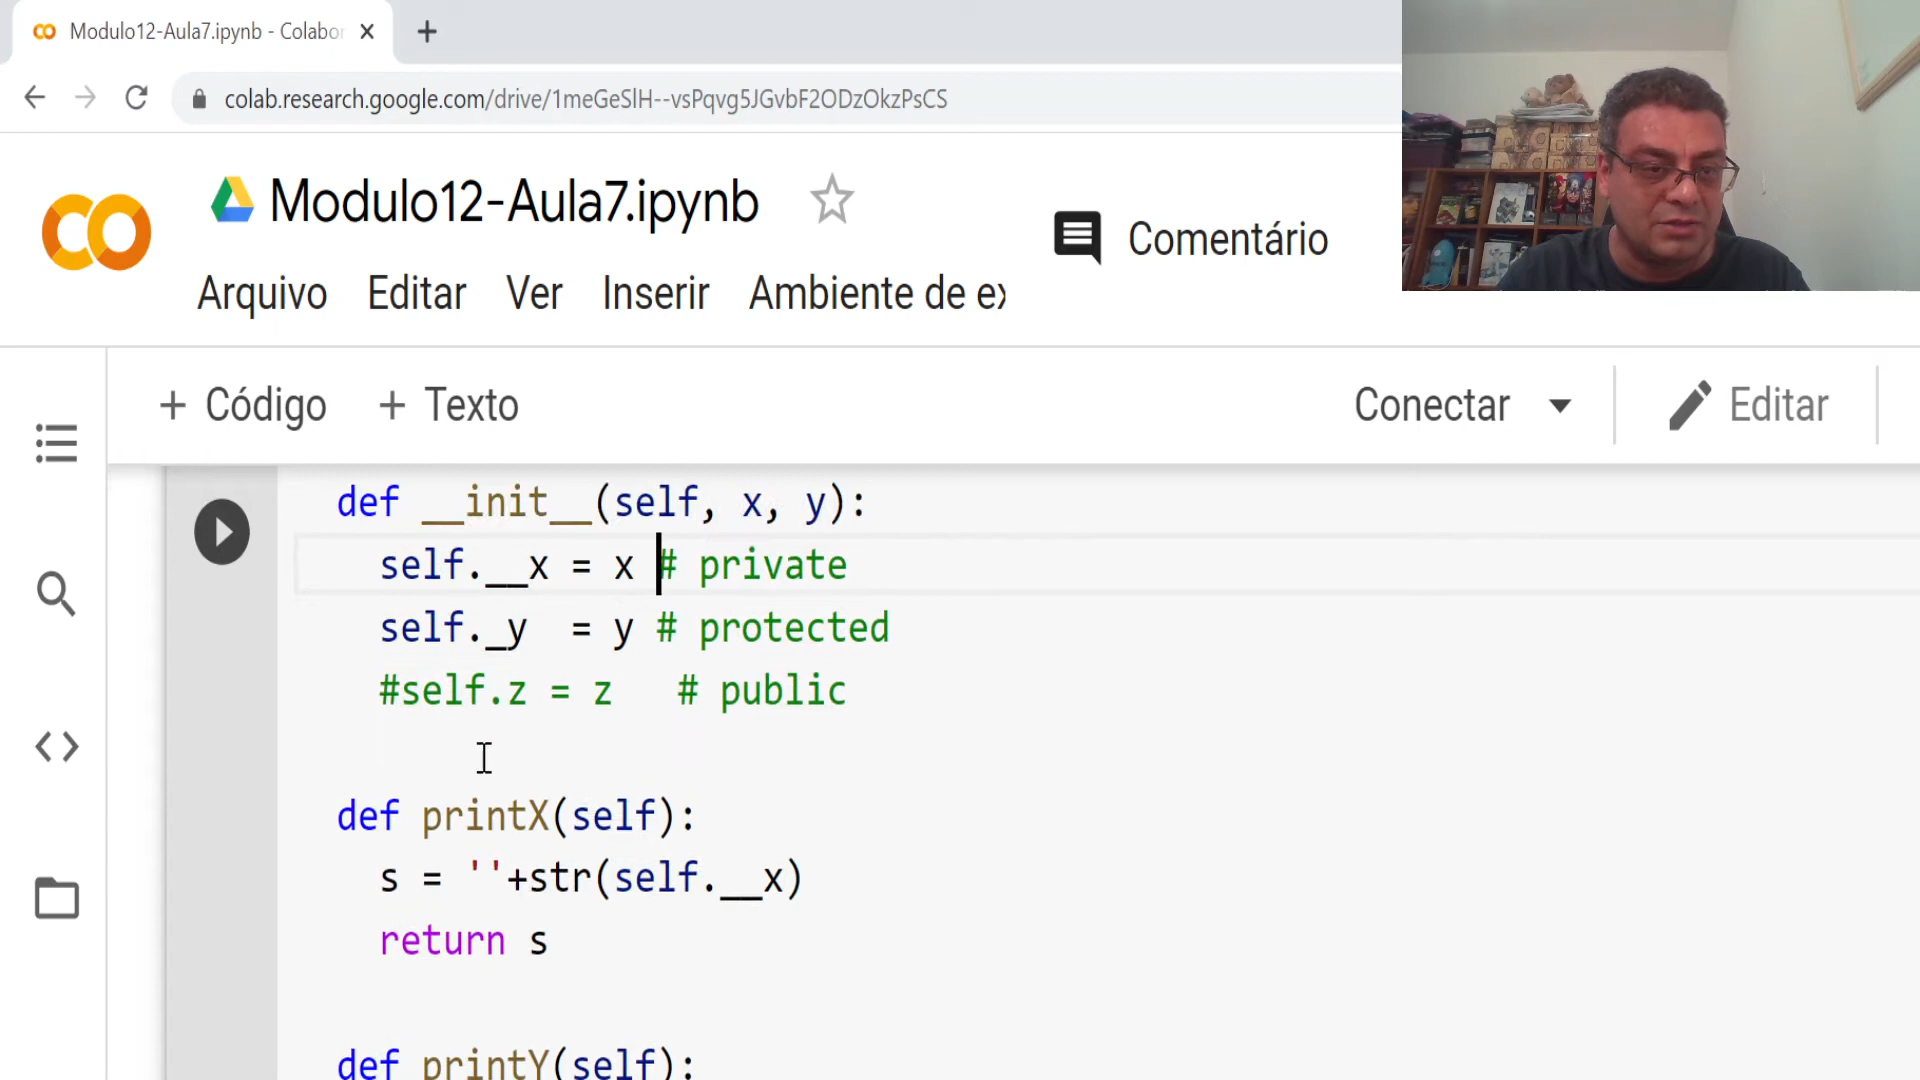 Modulo12-Aula7.ipynb - Colabor
colab.research.google.com/drive/1meGeSlH--vsPqvg5JGvbF2ODzOkzPsCS
Modulo12-Aula7.ipynb
Comentário
Arquivo Editar Ver Inserir Ambiente de ex
+ Código + Texto
Conectar
Editar
def __init__(self, x, y):
self.__x = x # private
self._y = y # protected
#self.z = z # public
def printX(self):
s = ''+str(self.__x)
return s
def printY(self):